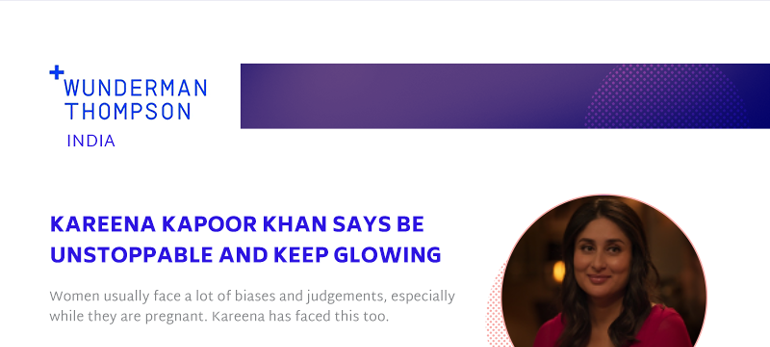 WUNDERMAN
THOMPSON
INDIA
KAREENA KAPOOR KHAN SAYS BE
UNSTOPPABLE AND KEEP GLOWING
Women usually face a lot of biases and judgements, especially
while they are pregnant. Kareena has faced this too.